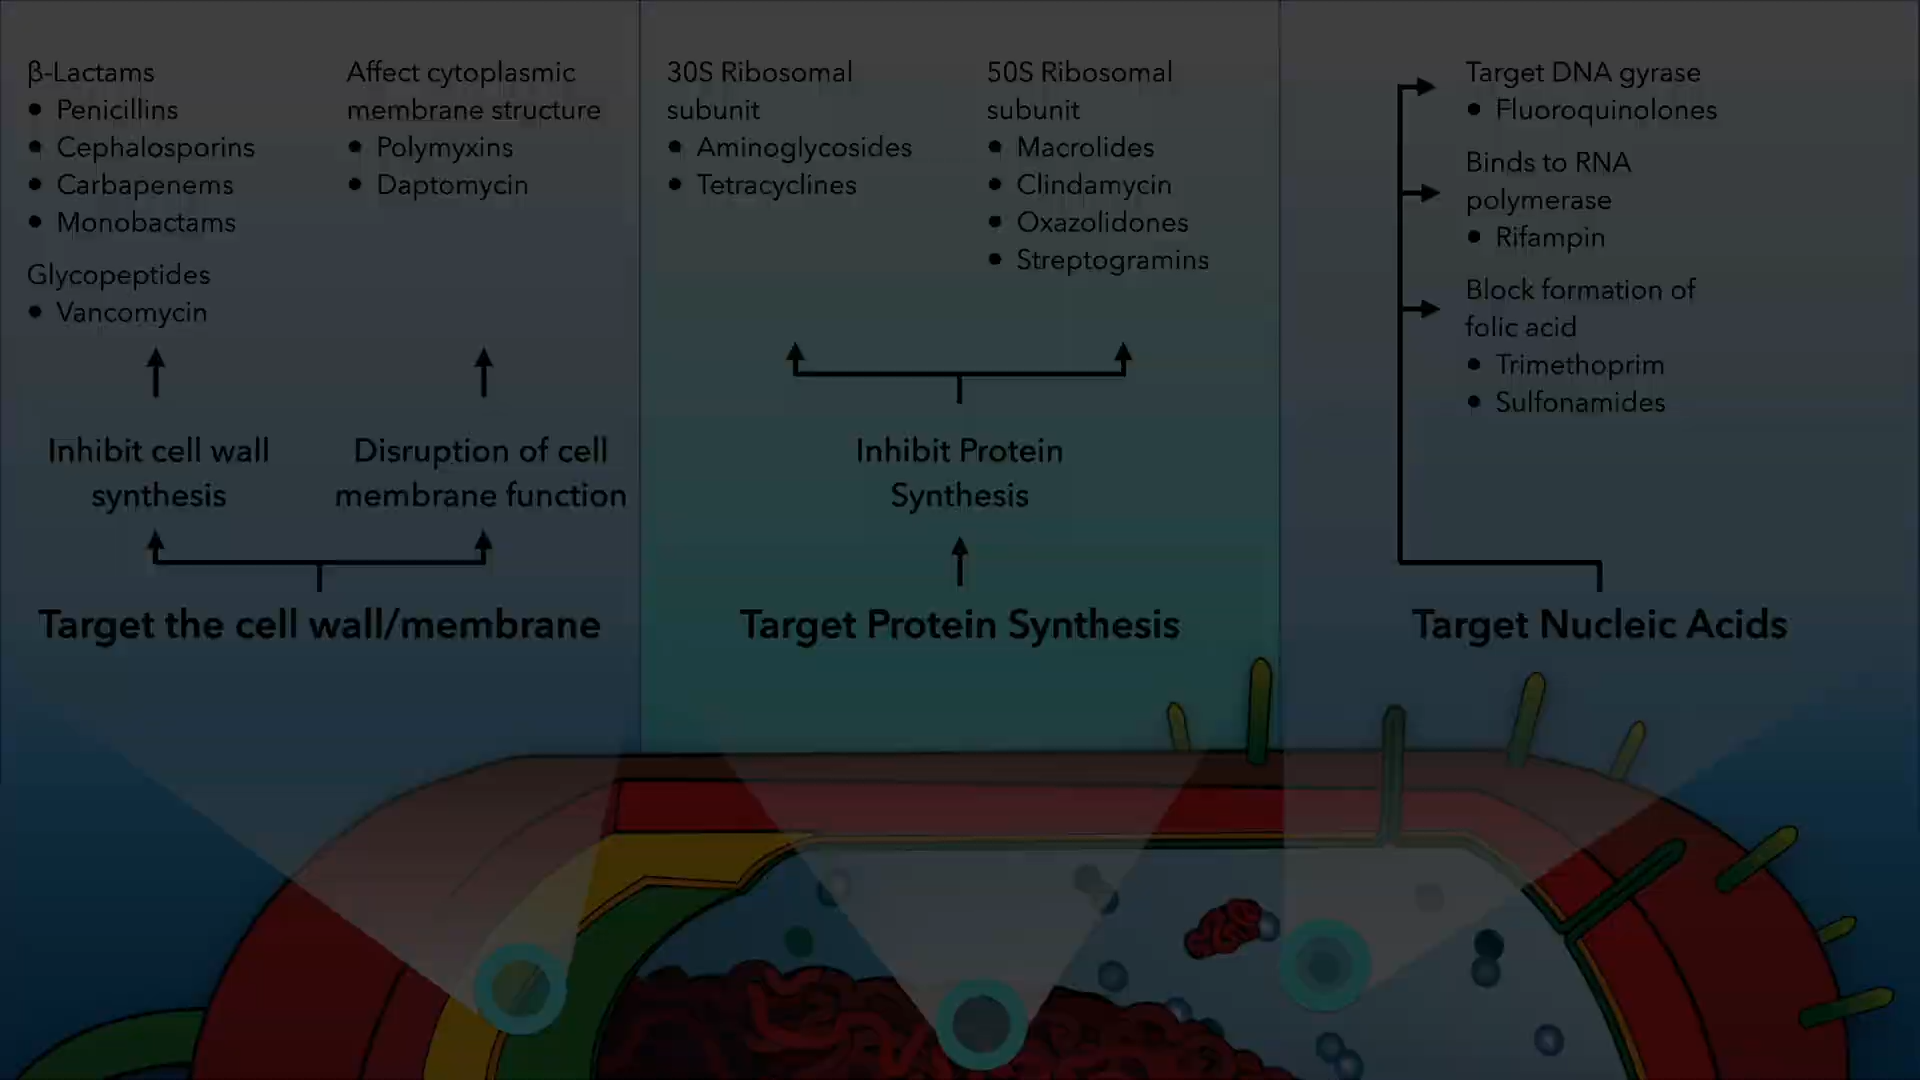 β-Lactams
• Penicillins
• Cephalosporins
• Carbapenems
• Monobactams
Glycopeptides
• Vancomycin
Inhibit cell wall
synthesis
Affect cytoplasmic
membrane structure
• Polymyxins
• Daptomycin
Disruption of cell
membrane function
Target the cell wall/membrane
30S Ribosomal
subunit
• Aminoglycosides
• Tetracyclines
50S Ribosomal
subunit
• Macrolides
• Clindamycin
• Oxazolidones
• Streptogramins
Inhibit Protein
Synthesis
Target Protein Synthesis
Target DNA gyrase
• Fluoroquinolones
Binds to RNA
polymerase
• Rifampin
Block formation of
folic acid
• Trimethoprim
• Sulfonamides
Target Nucleic Acids